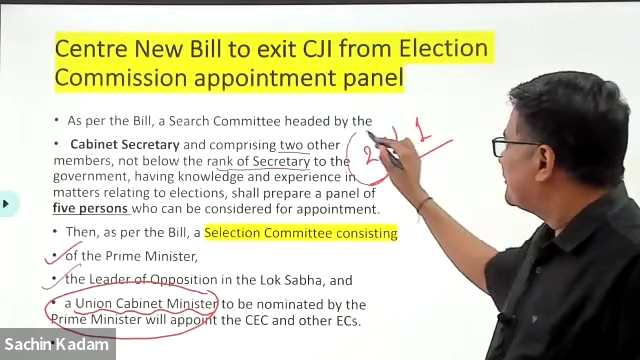 Centre New Bill to exit CJI from Election
Commission appointment panel
• As per the Bill, a Search Committee headed by the
• Cabinet Secretary and comprising two other
members, not below the rank of Secretary to the
government, having knowledge and experience in
matters relating to elections, shall prepare a panel of
five persons who can be considered for appointment.
• Then, as per the Bill, a Selection Committee consisting
• of the Prime Minister,
• the Leader of Opposition in the Lok Sabha, and
• a Union Cabinet Minister to be nominated by the
Prime Minister will appoint the CEC and other ECs.
2 1
Sachin Kadam